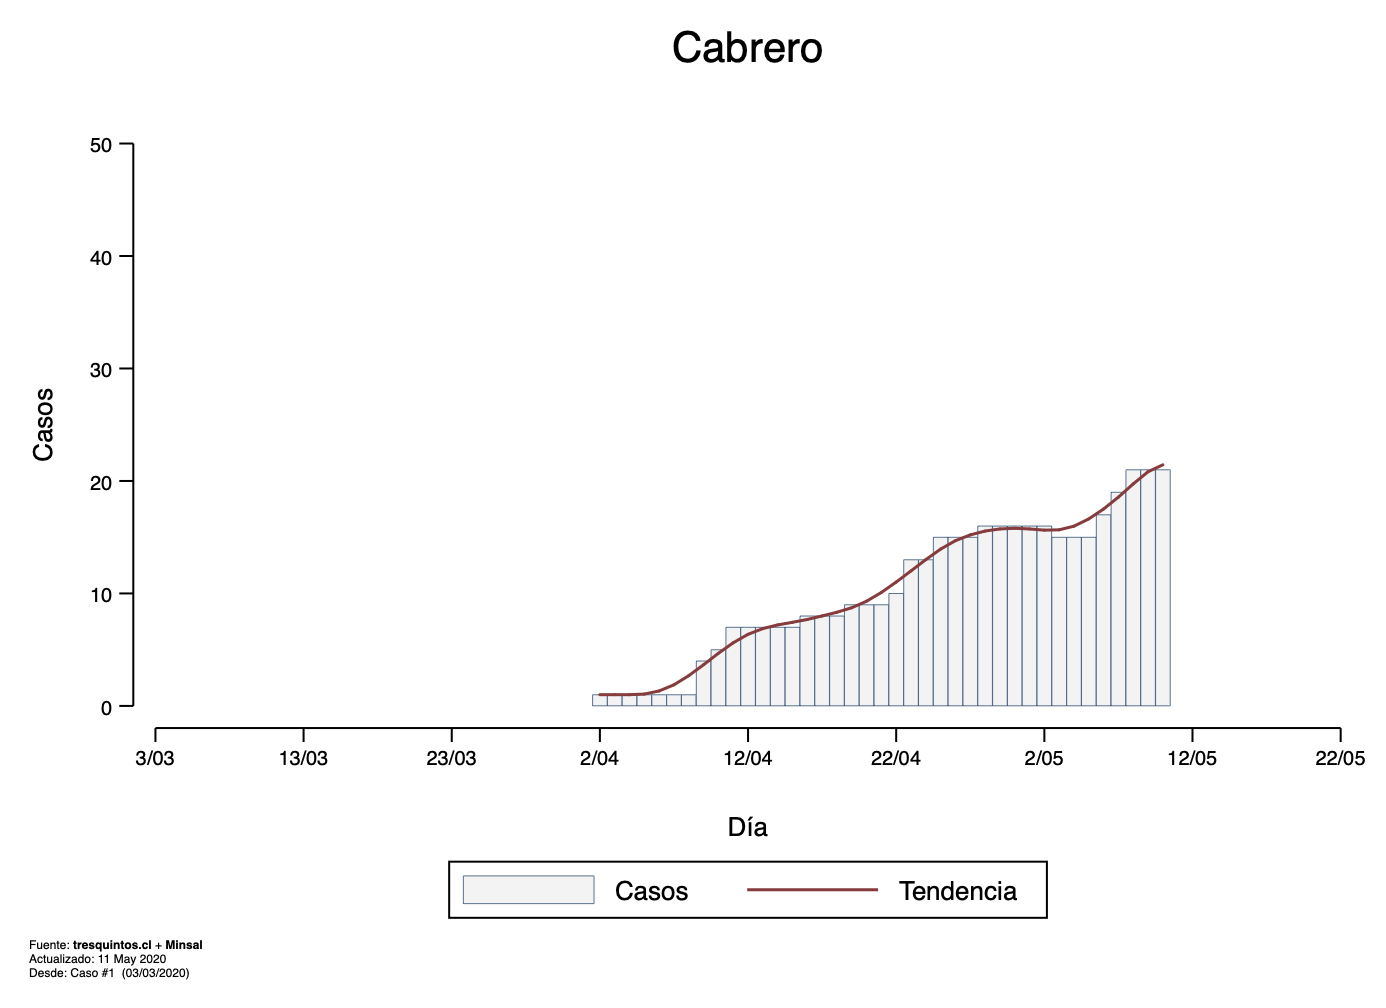 Cabrero
50
40
30
20
10
0
Casos
3/03 13/03 23/03 2/04 12/04 22/04 2/05 12/05 22/05
Día
Casos Tendencia
Fuente: tresquintos.cl + Minsal
Actualizado: 11 May 2020
Desde: Caso #1 (03/03/2020)